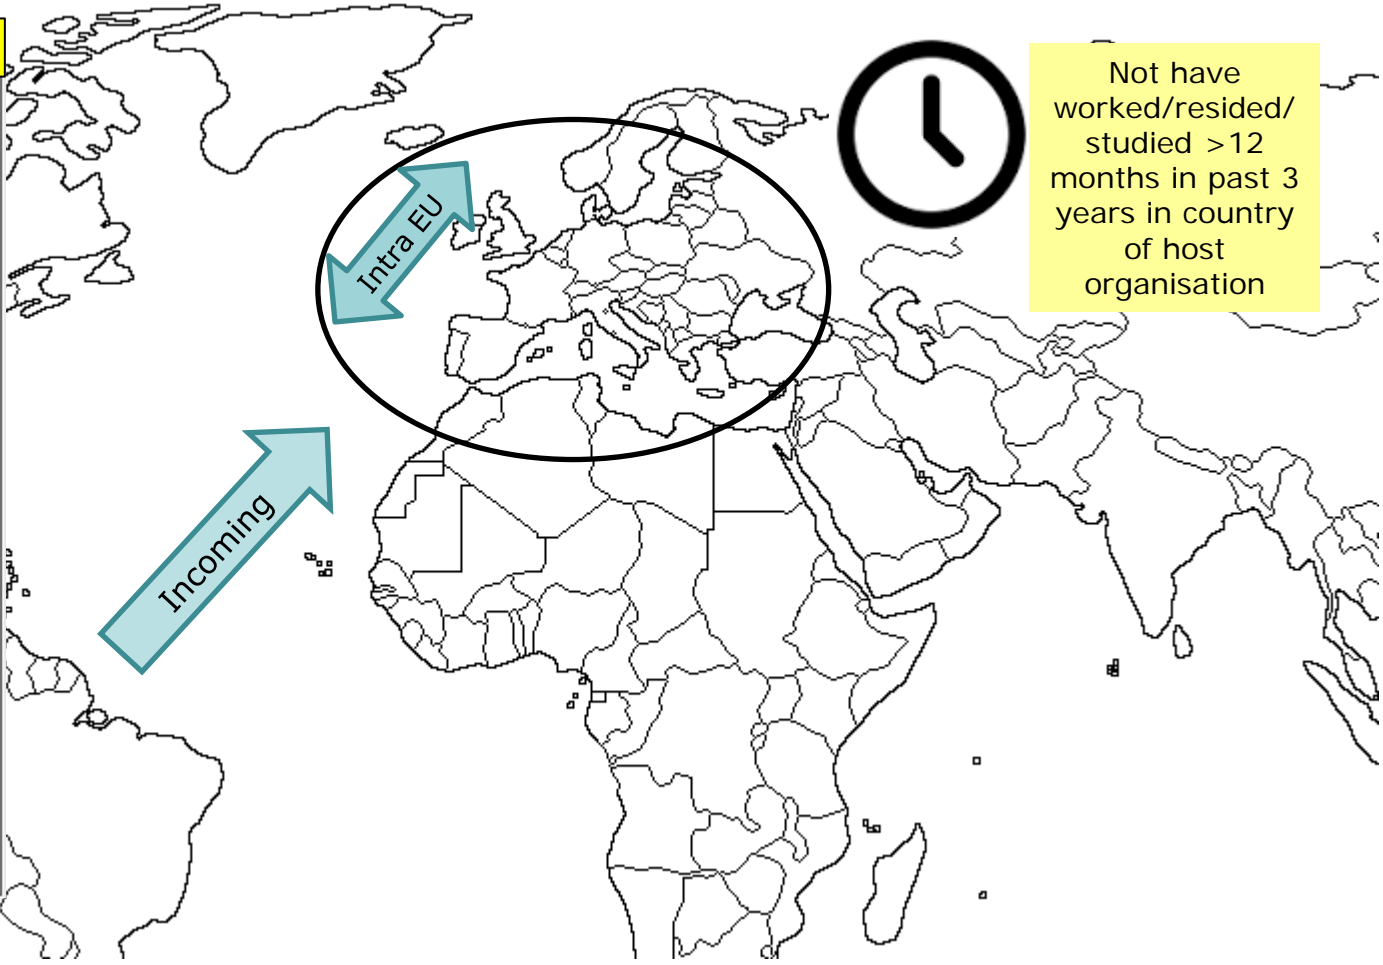 Not have
worked/resided/
studied >12
months in past 3
years in country
of host
organisation
Intra EU
Incoming